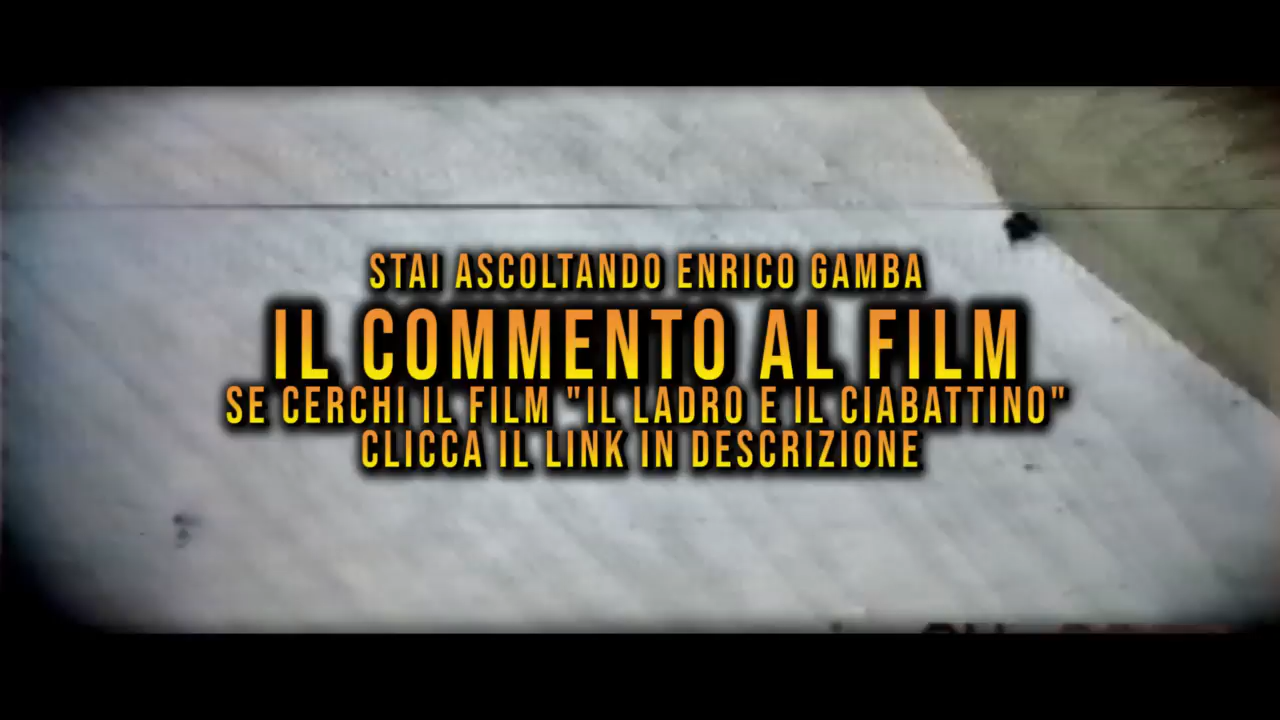 STAI ASCOLTANDO ENRICO GAMBA
IL COMMENTO AL FILM
SE CERCHI IL FILM "IL LADRO E IL CIABATTINO"
CLICCA IL LINK IN DESCRIZIONE